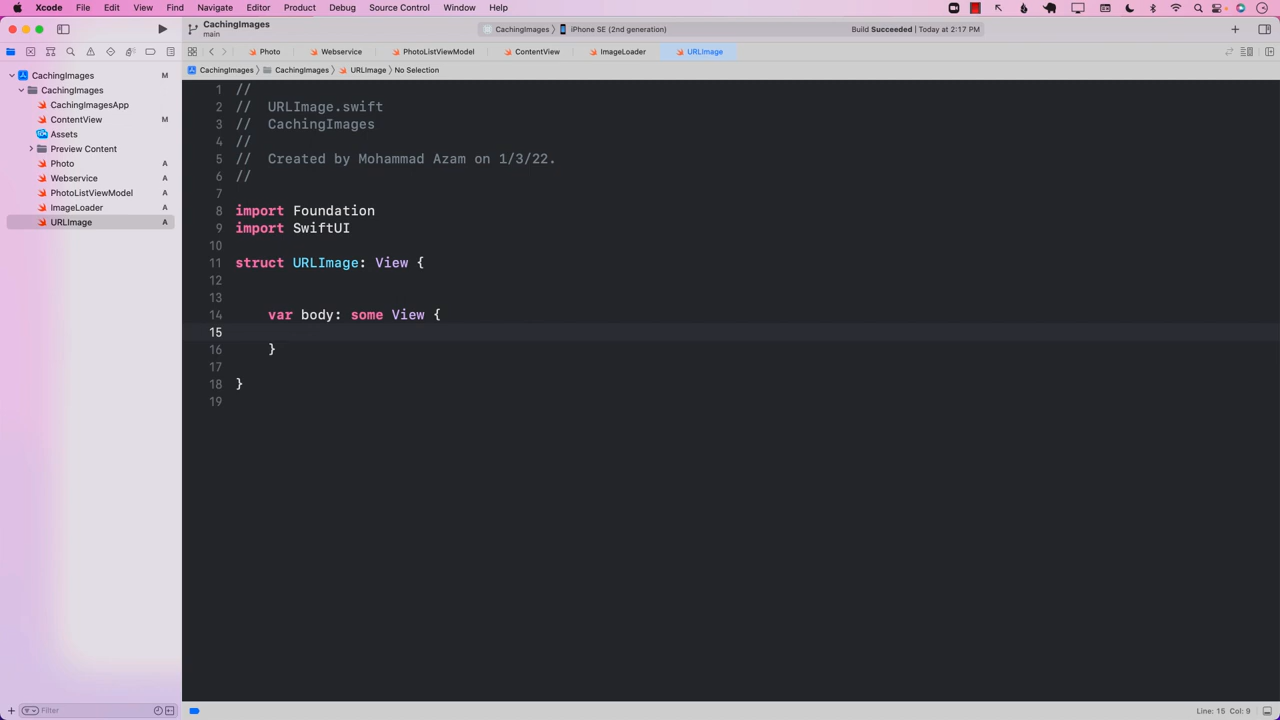 Xcode File Edit View Find Navigate Editor Product Debug Source Control Window Help
CachingImages
main
CachingImages 〉 iPhone SE (2nd generation)
Build Succeeded | Today at 2:17 PM
Photo Webservice PhotoListViewModel ContentView ImageLoader URLImage
CachingImages 〉 CachingImages 〉 URLImage 〉 No Selection
CachingImages M
CachingImages
CachingImagesApp
ContentView M
Assets
Preview Content
Photo A
Webservice A
PhotoListViewModel A
ImageLoader A
URLImage A
Filter
1 //
2 // URLImage.swift
3 // CachingImages
4 //
5 // Created by Mohammad Azam on 1/3/22.
6 //
7
8 import Foundation
9 import SwiftUI
10
11 struct URLImage: View {
12
13
14 var body: some View {
15
16 }
17
18 }
19
Line: 15 Col: 9